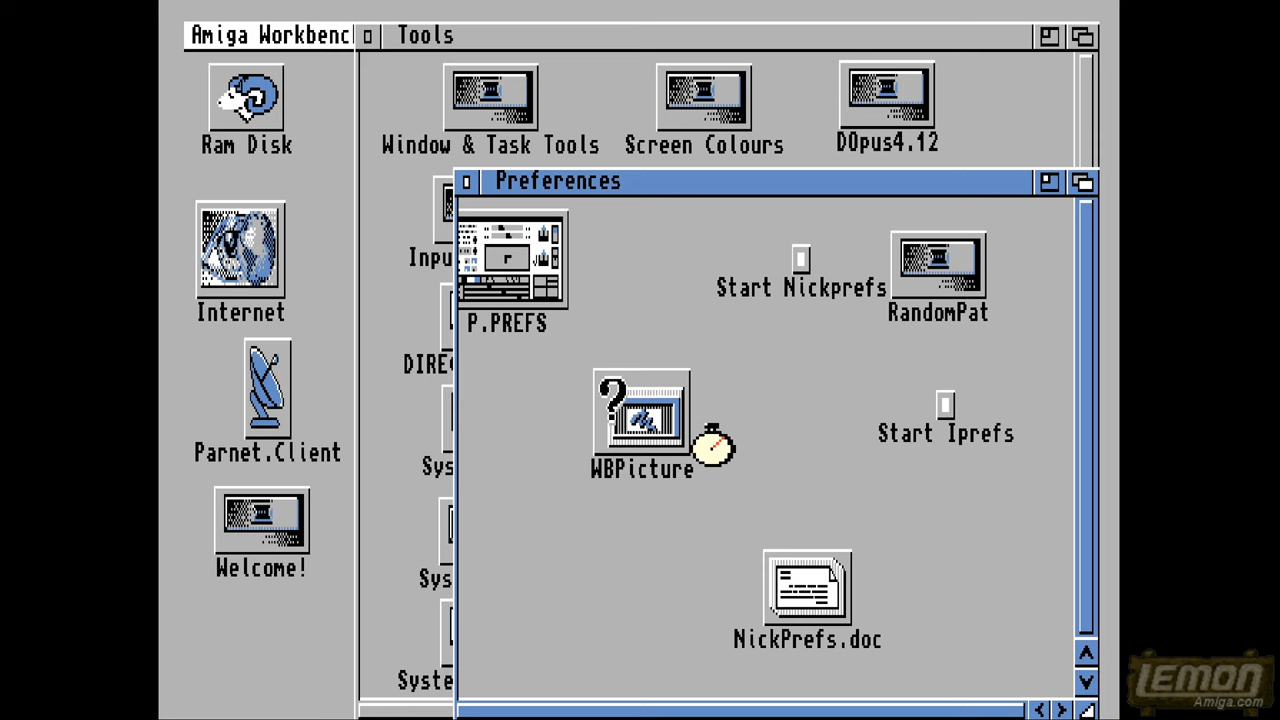 Amiga Workbenc
Tools
Ram Disk
Window & Task Tools
Screen Colours
DOpus4.12
Preferences
Inpu
Internet
P.PREFS
Start Nickprefs
RandomPat
DIREC
Parnet.Client
Sys
WBPicture
Start Iprefs
Welcome!
Sys
NickPrefs.doc
Syste
LEMON
Amiga.com